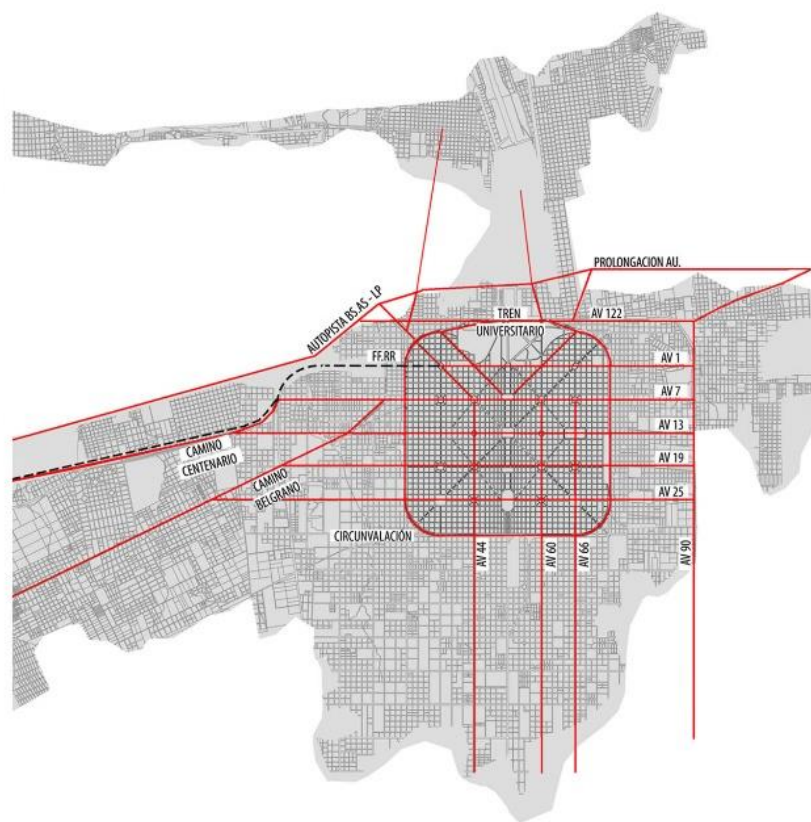 PROLONGACION AU.
AUTOPISTA BS.AS - LP
TREN
UNIVERSITARIO
AV 122
FF.RR
AV 1
AV 7
AV 13
CAMINO
CENTENARIO
AV 19
CAMINO
BELGRANO
AV 25
CIRCUNVALACIÓN
AV 44
AV 60
AV 66
AV 90